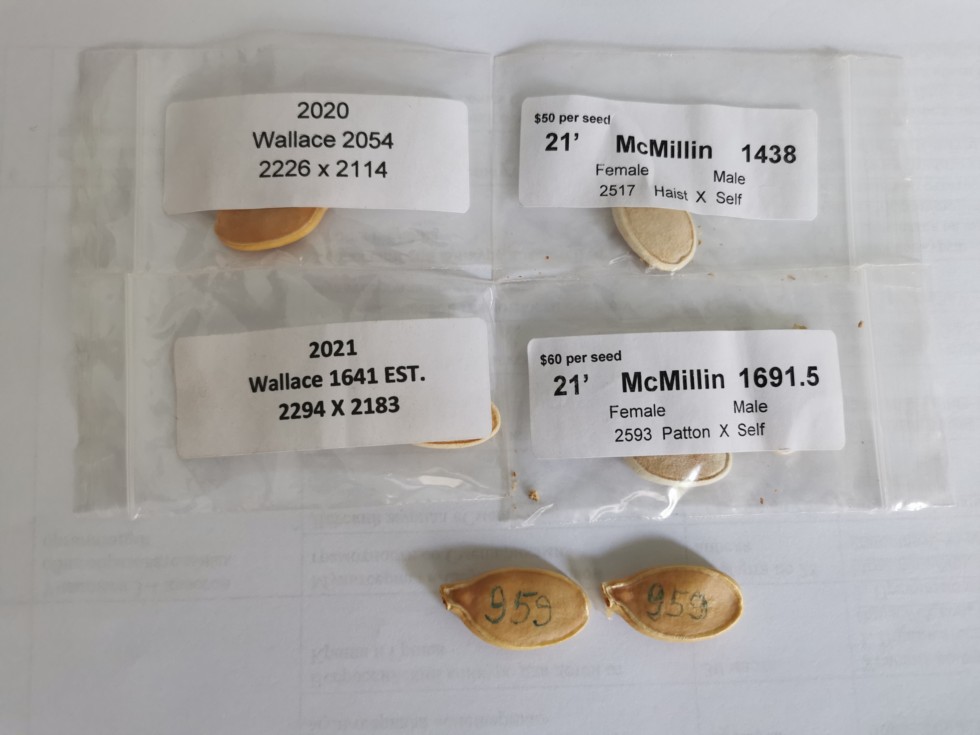 2020
Wallace 2054
2226 x 2114
$50 per seed
21’ McMillin 1438
Female Male
2517 Haist X Self
2021
Wallace 1641 EST.
2294 X 2183
$60 per seed
21’ McMillin 1691.5
Female Male
2593 Patton X Self
959
959